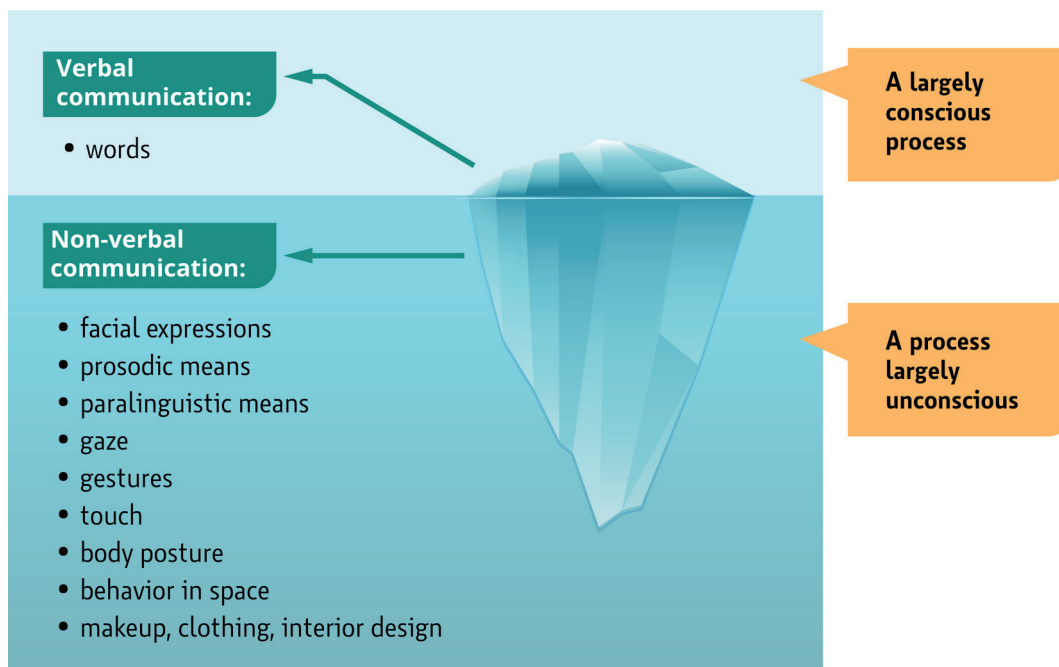 Verbal
communication:
• words
A largely
conscious
process
Non-verbal
communication:
• facial expressions
• prosodic means
• paralinguistic means
• gaze
• gestures
• touch
• body posture
• behavior in space
• makeup, clothing, interior design
A process
largely
unconscious